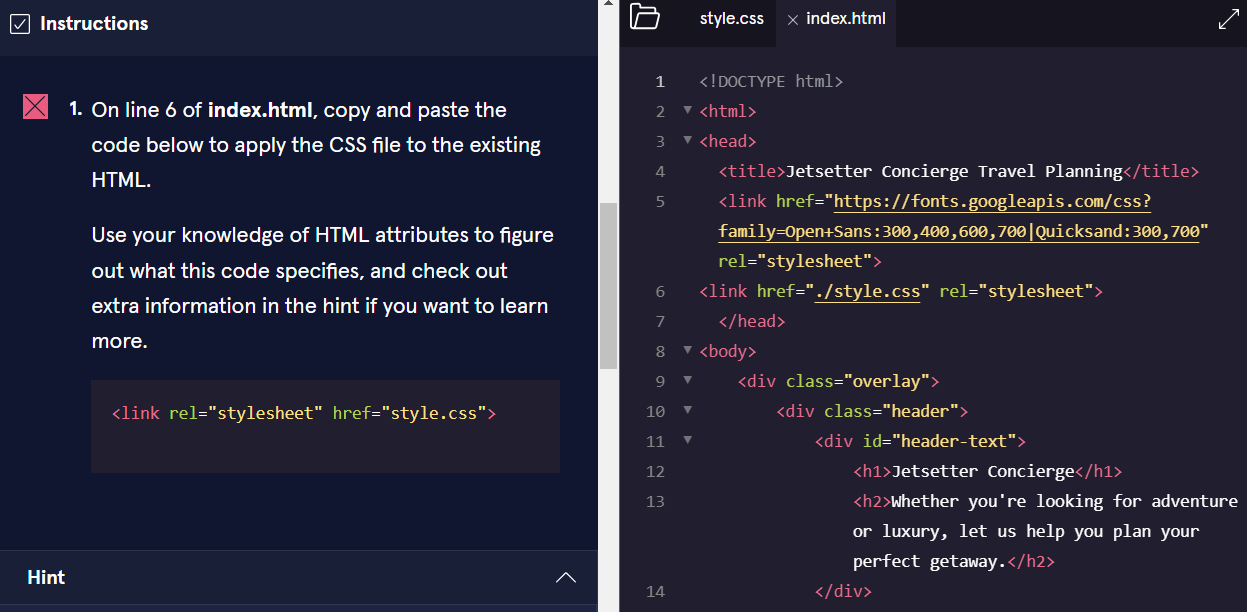 Instructions
1. On line 6 of index.html, copy and paste the
code below to apply the CSS file to the existing
HTML.
Use your knowledge of HTML attributes to figure
out what this code specifies, and check out
extra information in the hint if you want to learn
more.
<link rel="stylesheet" href="style.css">
Hint
style.css
index.html
1 <!DOCTYPE html>
2 <html>
3 <head>
4 <title>Jetsetter Concierge Travel Planning</title>
5 <link href="https://fonts.googleapis.com/css?
family=Open+Sans:300,400,600,700|Quicksand:300,700"
rel="stylesheet">
6 <link href="./style.css" rel="stylesheet">
7 </head>
8 <body>
9 <div class="overlay">
10 <div class="header">
11 <div id="header-text">
12 <h1>Jetsetter Concierge</h1>
13 <h2>Whether you're looking for adventure
or luxury, let us help you plan your
perfect getaway.</h2>
14 </div>